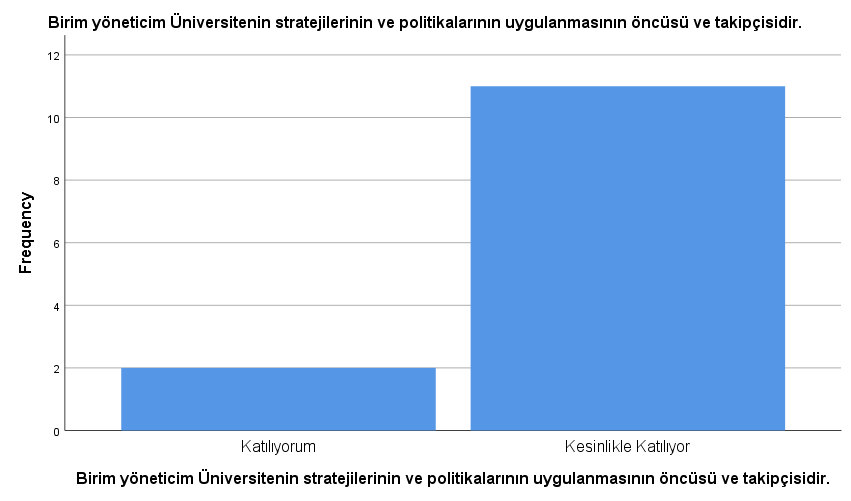 Birim yöneticim Üniversitenin stratejilerinin ve politikalarının uygulanmasının öncüsü ve takipçisidir.
12
10
8
6
4
2
0
Frequency
Katılıyorum
Kesinlikle Katılıyor
Birim yöneticim Üniversitenin stratejilerinin ve politikalarının uygulanmasının öncüsü ve takipçisidir.